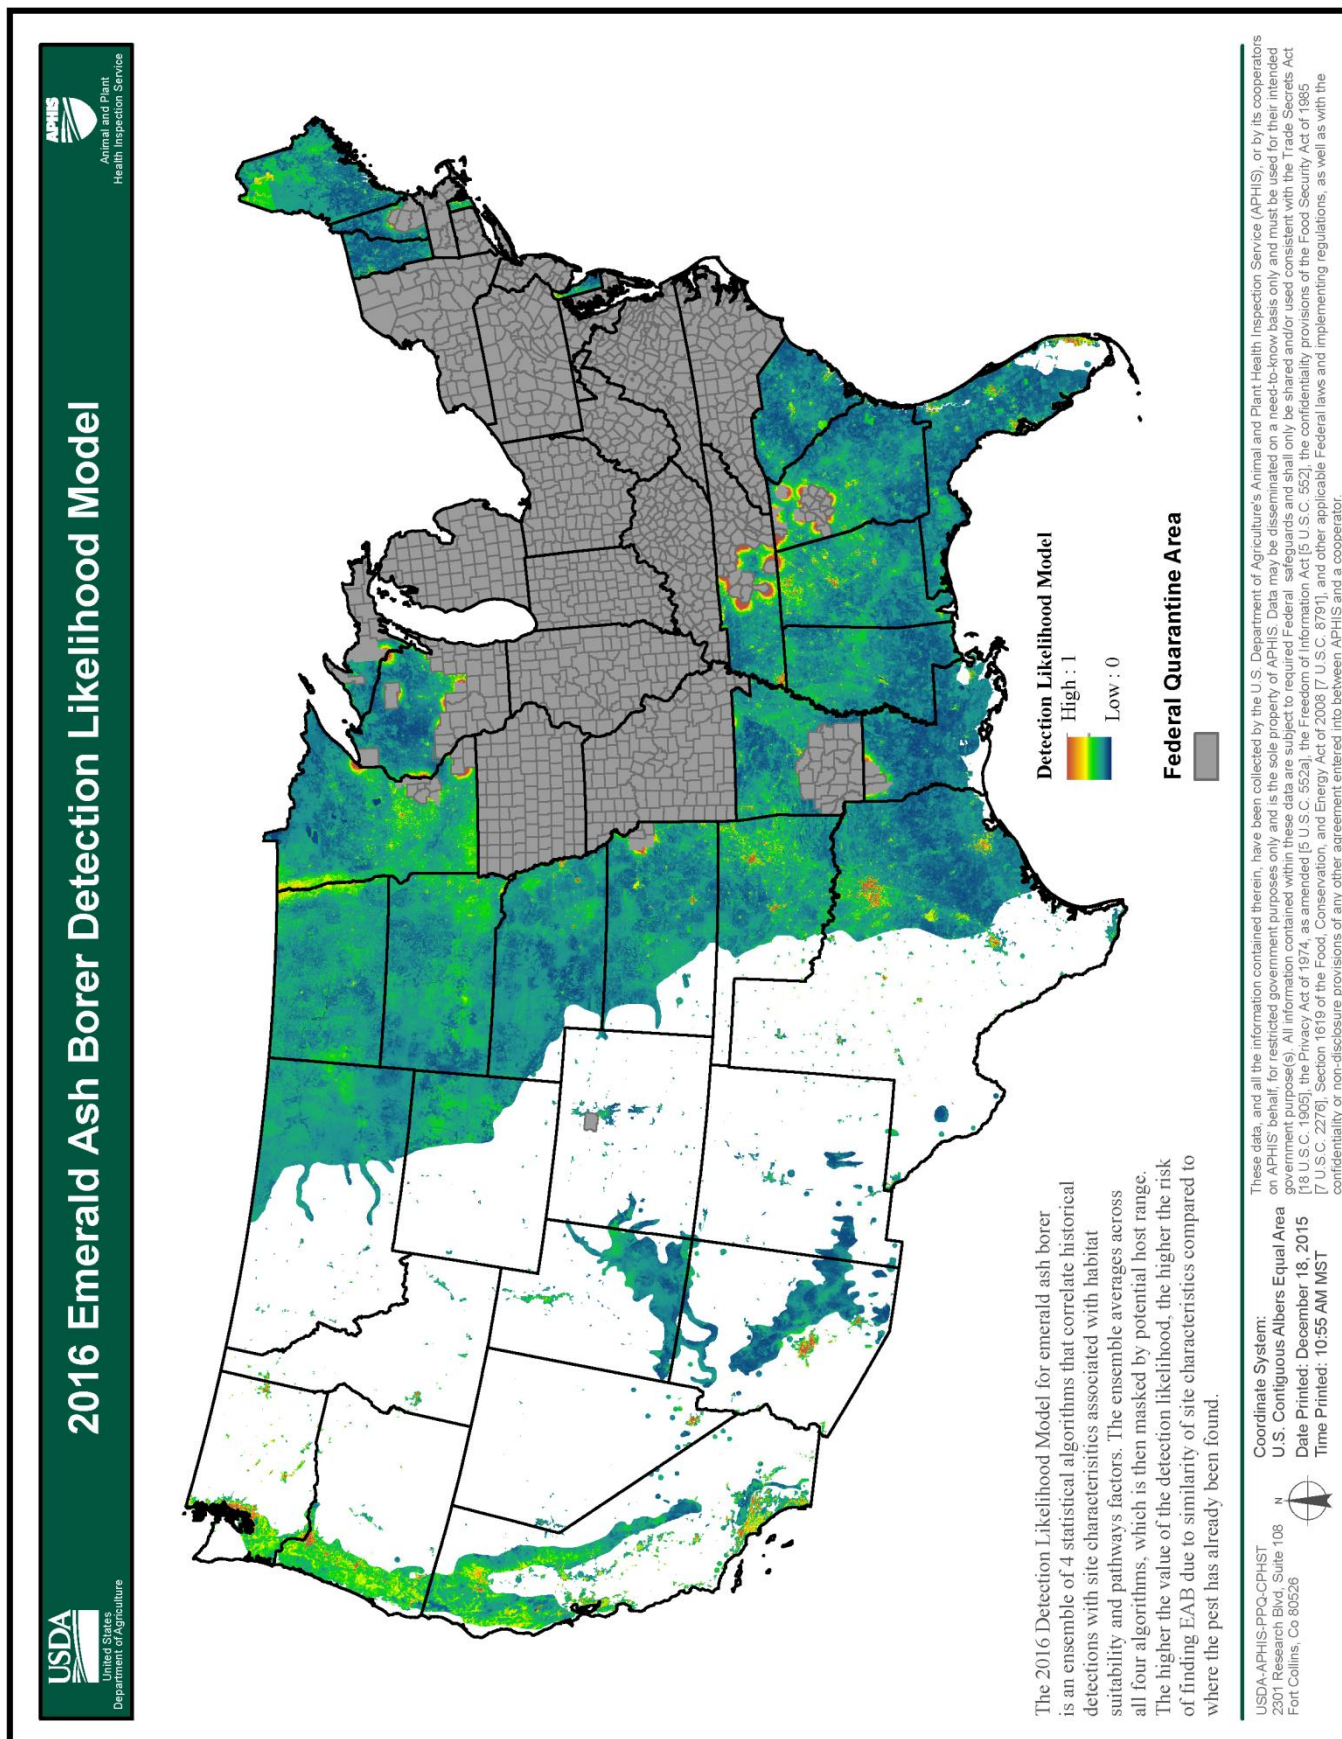 USDA
United States
Department of Agriculture
2016 Emerald Ash Borer Detection Likelihood Model
APHIS
Animal and Plant
Health Inspection Service
The 2016 Detection Likelihood Model for emerald ash borer
is an ensemble of 4 statistical algorithms that correlate historical
detections with site characterisitics associated with habitat
suitability and pathways factors. The ensemble averages across
all four algorithms, which is then masked by potential host range.
The higher the value of the detection likelihood, the higher the risk
of finding EAB due to similarity of site characteristics compared to
where the pest has already been found.
Detection Likelihood Model
High : 1
Low : 0
Federal Quarantine Area
USDA-APHIS-PPQ-CPHST
2301 Research Blvd, Suite 108
Fort Collins, Co 80526
N
Coordinate System:
U.S. Contiguous Albers Equal Area
Date Printed: December 18, 2015
Time Printed: 10:55 AM MST
These data, and all the information contained therein, have been collected by the U.S. Department of Agriculture's Animal and Plant Health Inspection Service (APHIS), or by its cooperators
on APHIS' behalf, for restricted government purposes only and is the sole property of APHIS. Data may be disseminated on a need-to-know basis only and must be used for their intended
government purpose(s). All information contained within these data are subject to required Federal safeguards and shall only be shared and/or used consistent with the Trade Secrets Act
[18 U.S.C. 1905], the Privacy Act of 1974, as amended [5 U.S.C. 552a], the Freedom of Information Act [5 U.S.C. 552], the confidentiality provisions of the Food Security Act of 1985
[7 U.S.C. 2276], Section 1619 of the Food, Conservation, and Energy Act of 2008 [7 U.S.C. 8791], and other applicable Federal laws and implementing regulations, as well as with the
confidentiality or non-disclosure provisions of any other agreement entered into between APHIS and a cooperator.